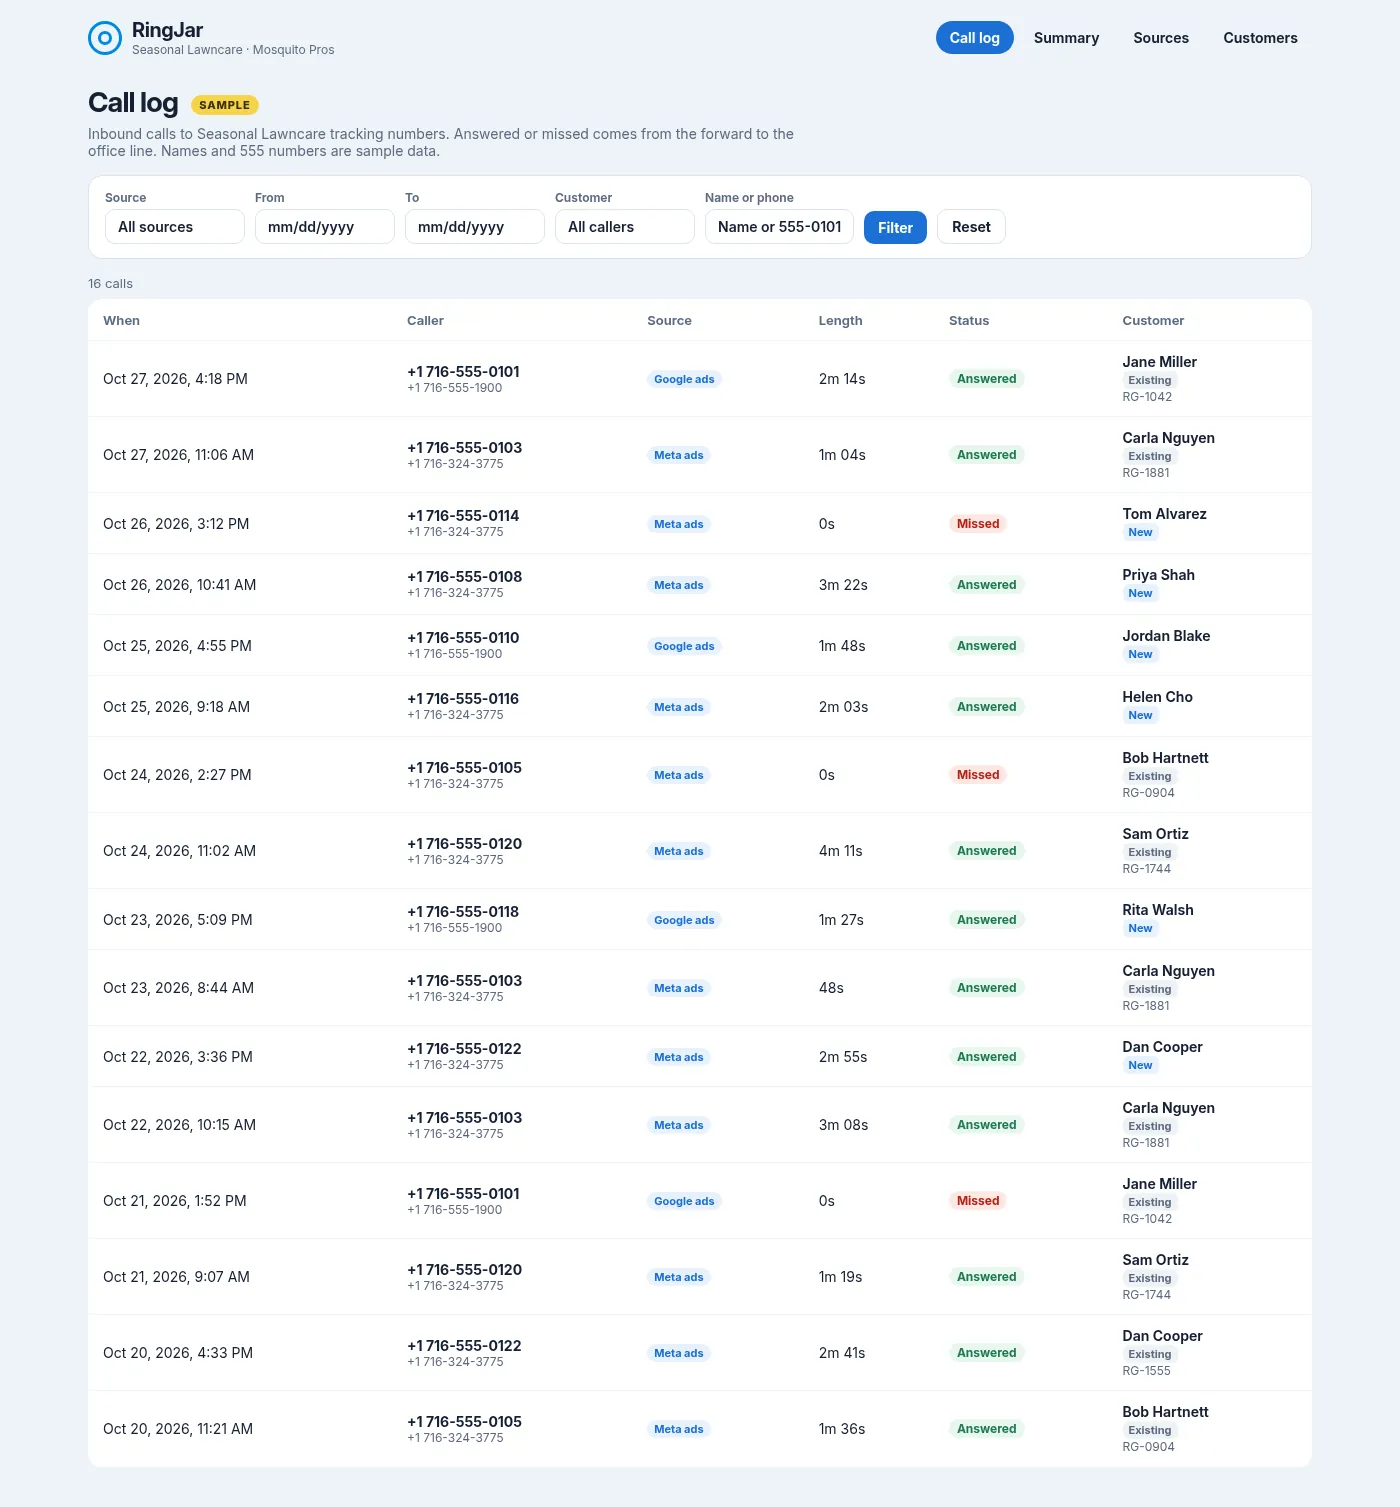 RingJar
Seasonal Lawncare · Mosquito Pros
Call log
Summary
Sources
Customers
Call log SAMPLE
Inbound calls to Seasonal Lawncare tracking numbers. Answered or missed comes from the forward to the
office line. Names and 555 numbers are sample data.
Source From To Customer Name or phone
All sources mm/dd/yyyy mm/dd/yyyy All callers Name or 555-0101 Filter Reset
16 calls
When Caller Source Length Status Customer
Oct 27, 2026, 4:18 PM
+1 716-555-0101
+1 716-555-1900
Google ads
2m 14s
Answered
Jane Miller
Existing
RG-1042
Oct 27, 2026, 11:06 AM
+1 716-555-0103
+1 716-324-3775
Meta ads
1m 04s
Answered
Carla Nguyen
Existing
RG-1881
Oct 26, 2026, 3:12 PM
+1 716-555-0114
+1 716-324-3775
Meta ads
0s
Missed
Tom Alvarez
New
Oct 26, 2026, 10:41 AM
+1 716-555-0108
+1 716-324-3775
Meta ads
3m 22s
Answered
Priya Shah
New
Oct 25, 2026, 4:55 PM
+1 716-555-0110
+1 716-555-1900
Google ads
1m 48s
Answered
Jordan Blake
New
Oct 25, 2026, 9:18 AM
+1 716-555-0116
+1 716-324-3775
Meta ads
2m 03s
Answered
Helen Cho
New
Oct 24, 2026, 2:27 PM
+1 716-555-0105
+1 716-324-3775
Meta ads
0s
Missed
Bob Hartnett
Existing
RG-0904
Oct 24, 2026, 11:02 AM
+1 716-555-0120
+1 716-324-3775
Meta ads
4m 11s
Answered
Sam Ortiz
Existing
RG-1744
Oct 23, 2026, 5:09 PM
+1 716-555-0118
+1 716-555-1900
Google ads
1m 27s
Answered
Rita Walsh
New
Oct 23, 2026, 8:44 AM
+1 716-555-0103
+1 716-324-3775
Meta ads
48s
Answered
Carla Nguyen
Existing
RG-1881
Oct 22, 2026, 3:36 PM
+1 716-555-0122
+1 716-324-3775
Meta ads
2m 55s
Answered
Dan Cooper
New
Oct 22, 2026, 10:15 AM
+1 716-555-0103
+1 716-324-3775
Meta ads
3m 08s
Answered
Carla Nguyen
Existing
RG-1881
Oct 21, 2026, 1:52 PM
+1 716-555-0101
+1 716-555-1900
Google ads
0s
Missed
Jane Miller
Existing
RG-1042
Oct 21, 2026, 9:07 AM
+1 716-555-0120
+1 716-324-3775
Meta ads
1m 19s
Answered
Sam Ortiz
Existing
RG-1744
Oct 20, 2026, 4:33 PM
+1 716-555-0122
+1 716-324-3775
Meta ads
2m 41s
Answered
Dan Cooper
Existing
RG-1555
Oct 20, 2026, 11:21 AM
+1 716-555-0105
+1 716-324-3775
Meta ads
1m 36s
Answered
Bob Hartnett
Existing
RG-0904